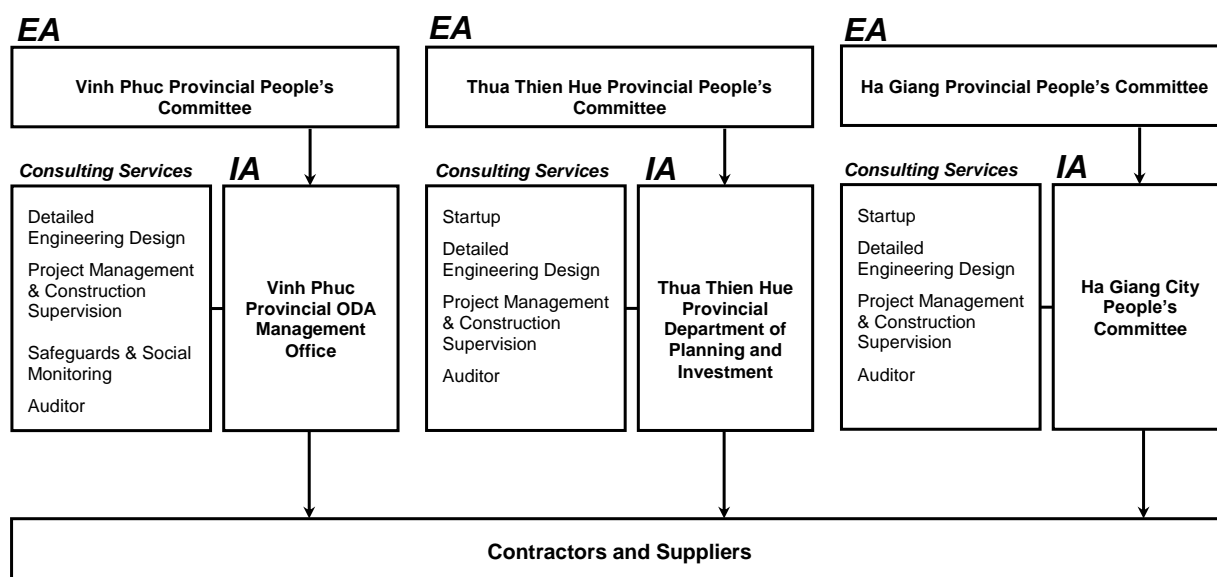 EA
Vinh Phuc Provincial People's
Committee
Consulting Services
IA
Detailed
Engineering Design
Project Management
& Construction
Supervision
Safeguards & Social
Monitoring
Auditor
Vinh Phuc
Provincial ODA
Management
Office
EA
Thua Thien Hue Provincial People's
Committee
Consulting Services
IA
Startup
Detailed
Engineering Design
Project Management
& Construction
Supervision
Auditor
Thua Thien Hue
Provincial
Department of
Planning and
Investment
EA
Ha Giang Provincial People's Committee
Consulting Services
IA
Startup
Detailed
Engineering Design
Project Management
& Construction
Supervision
Auditor
Ha Giang City
People's
Committee
Contractors and Suppliers